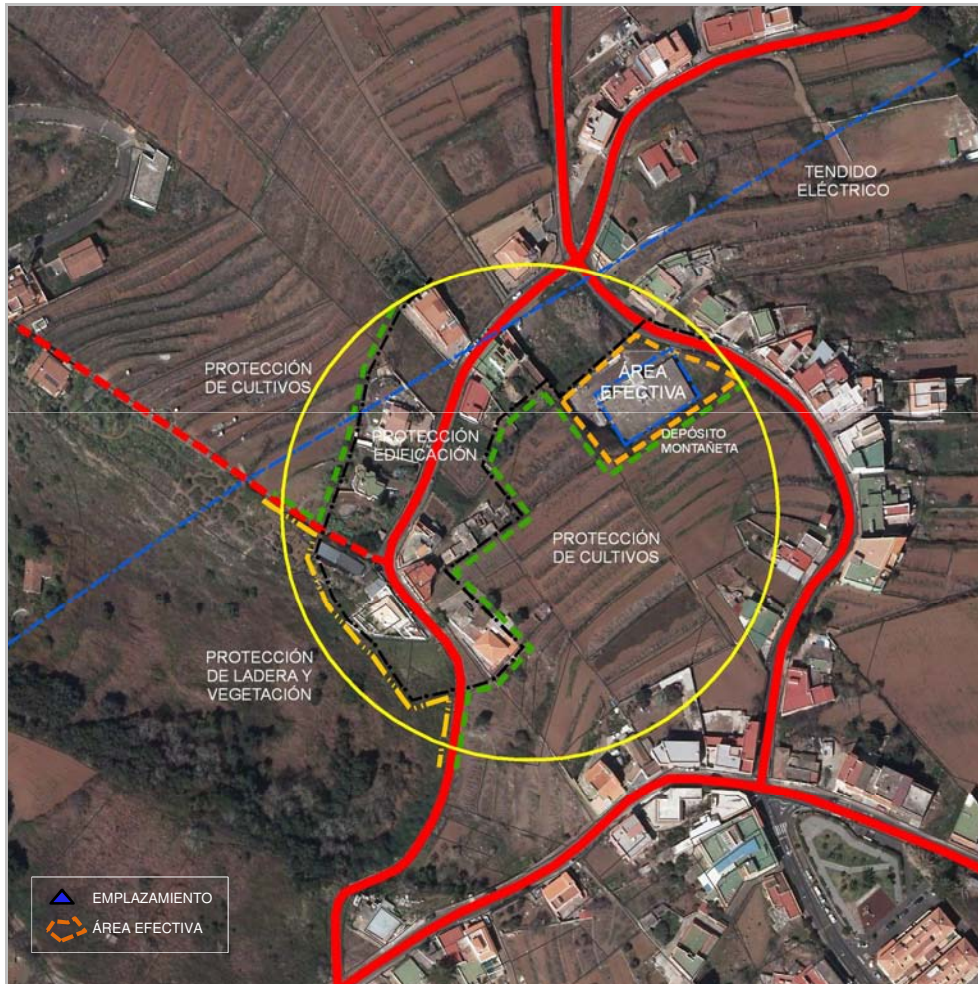 TENDIDO
ELÉCTRICO
PROTECCIÓN
DE CULTIVOS
ÁREA
EFECTIVA
PROTECCIÓN
EDIFICACIÓN
DEPÓSITO
MONTAÑETA
PROTECCIÓN
DE CULTIVOS
PROTECCIÓN
DE LADERA Y
VEGETACIÓN
EMPLAZAMIENTO
ÁREA EFECTIVA